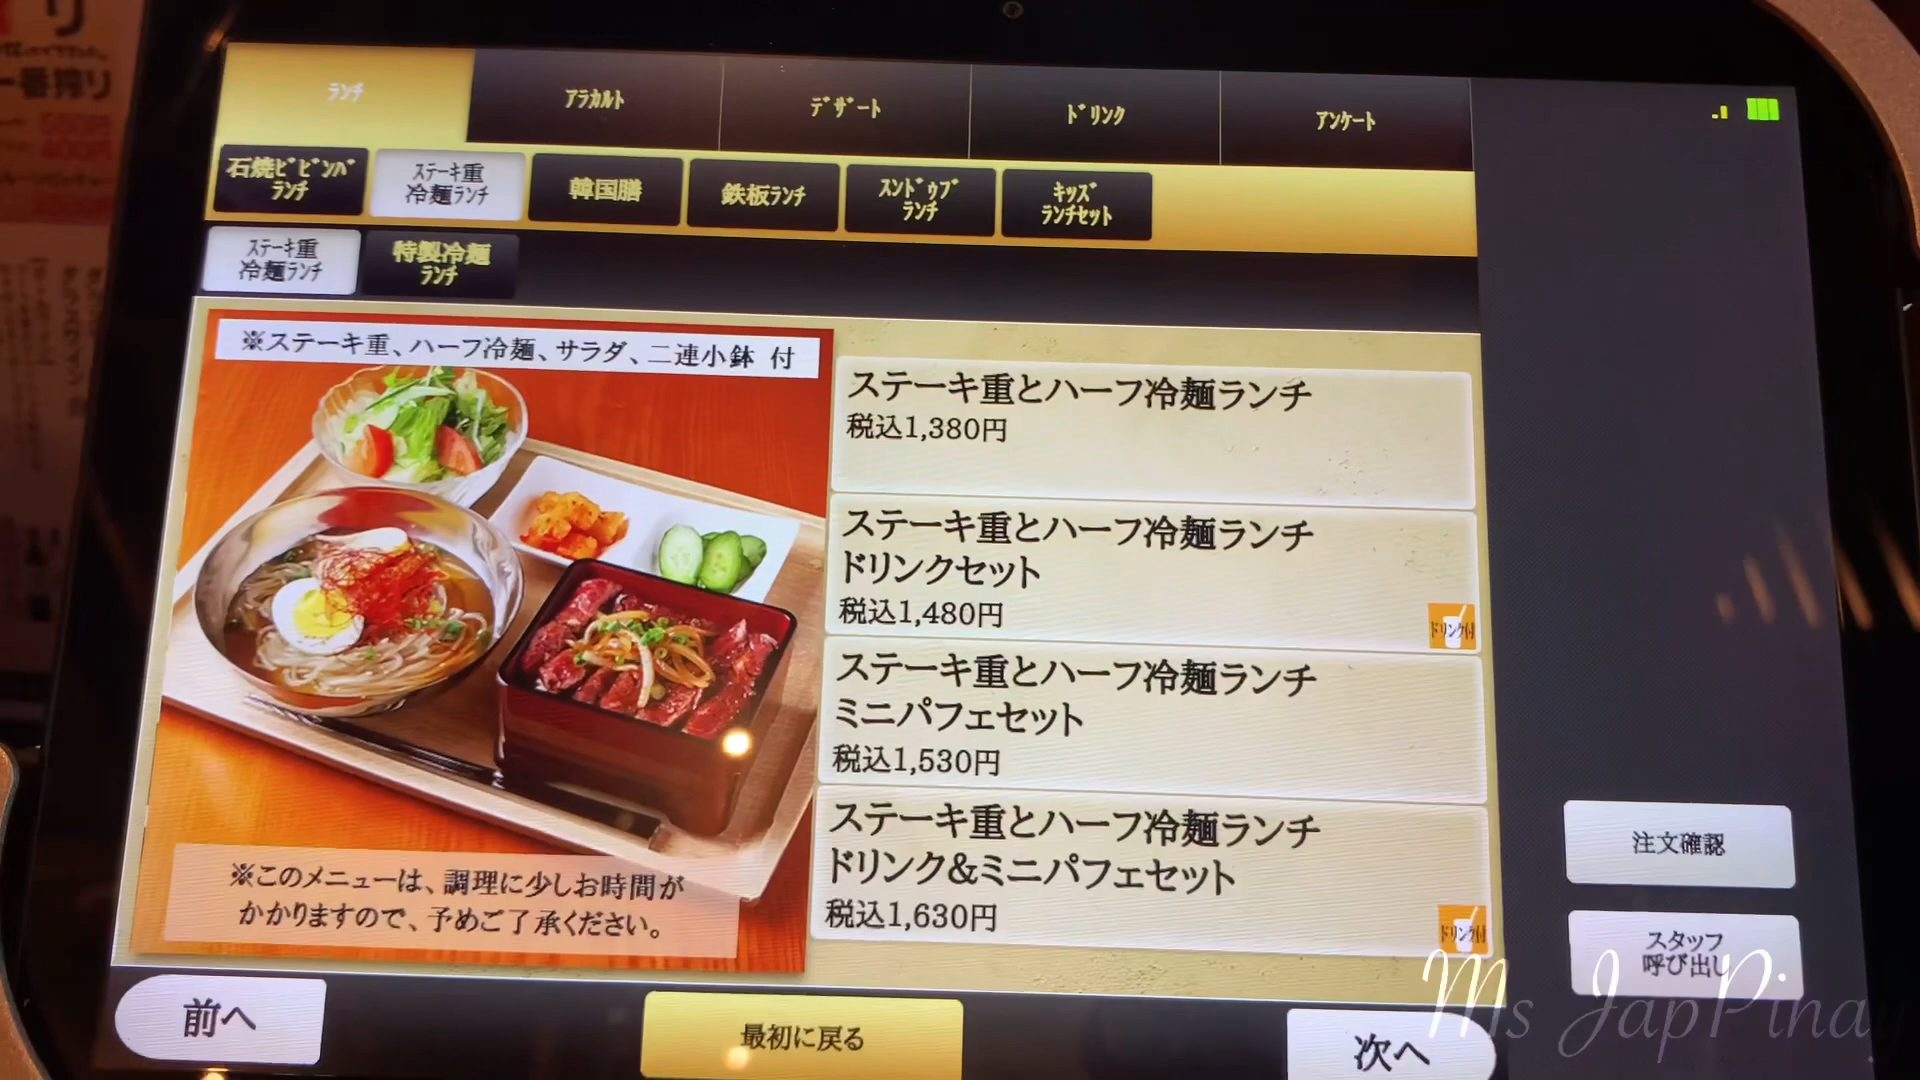 一番搾り
ランチ
アラカルト
デザート
ドリンク
アンケート
石焼ビビンバ
ランチ
ステーキ重
冷麺ランチ
韓国膳
鉄板ランチ
スンドゥブ
ランチ
キッズ
ランチセット
ステーキ重
冷麺ランチ
特製冷麺
ランチ
※ステーキ重、ハーフ冷麺、サラダ、二連小鉢 付
※このメニューは、調理に少しお時間が
かかりますので、予めご了承ください。
ステーキ重とハーフ冷麺ランチ
税込1,380円
ステーキ重とハーフ冷麺ランチ
ドリンクセット
税込1,480円
ドリンク付
ステーキ重とハーフ冷麺ランチ
ミニパフェセット
税込1,530円
ステーキ重とハーフ冷麺ランチ
ドリンク&ミニパフェセット
税込1,630円
ドリンク付
注文確認
スタッフ
呼び出し
前へ
最初に戻る
次へ
Ms JapPinay